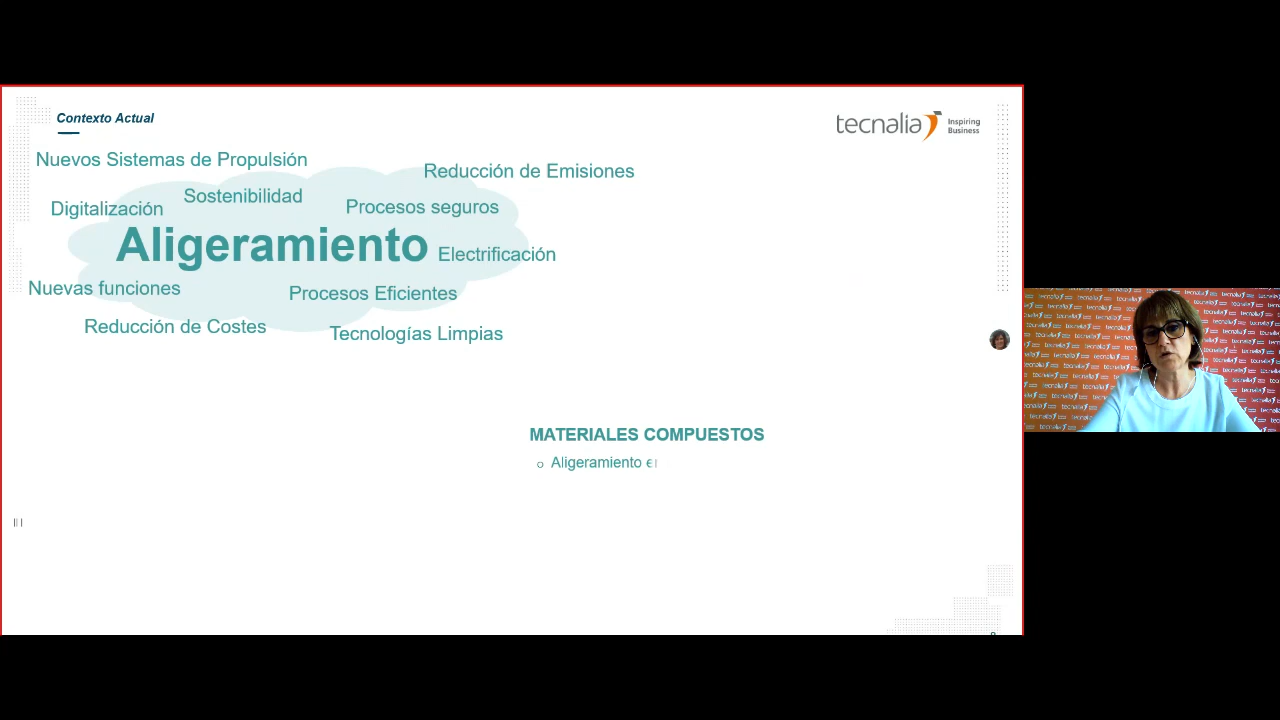 Contexto Actual
tecnalia Inspiring Business
Nuevos Sistemas de Propulsión
Reducción de Emisiones
Sostenibilidad
Digitalización
Procesos seguros
Aligeramiento
Electrificación
Nuevas funciones
Procesos Eficientes
Reducción de Costes
Tecnologías Limpias
MATERIALES COMPUESTOS
Aligeramiento